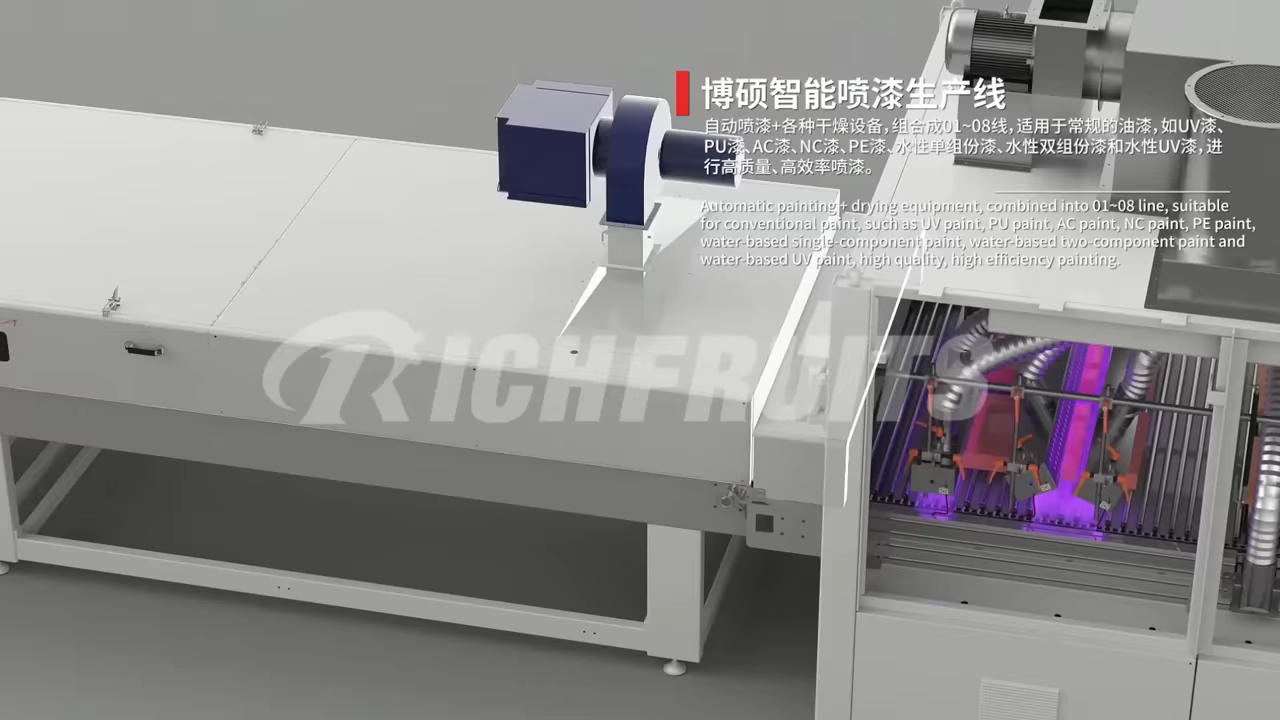 博硕智能喷漆生产线
自动喷漆+各种干燥设备,组合成01~08线,适用于常规的油漆,如UV漆、
PU漆、AC漆、NC漆、PE漆、水性单组份漆、水性双组份漆和水性UV漆,进
行高质量、高效率喷漆。
Automatic painting + drying equipment, combined into 01~08 line, suitable
for conventional paint, such as UV paint, PU paint, AC paint, NC paint, PE paint,
water-based single-component paint, water-based two-component paint and
water-based UV paint, high quality, high efficiency painting.
RICHFRUITS